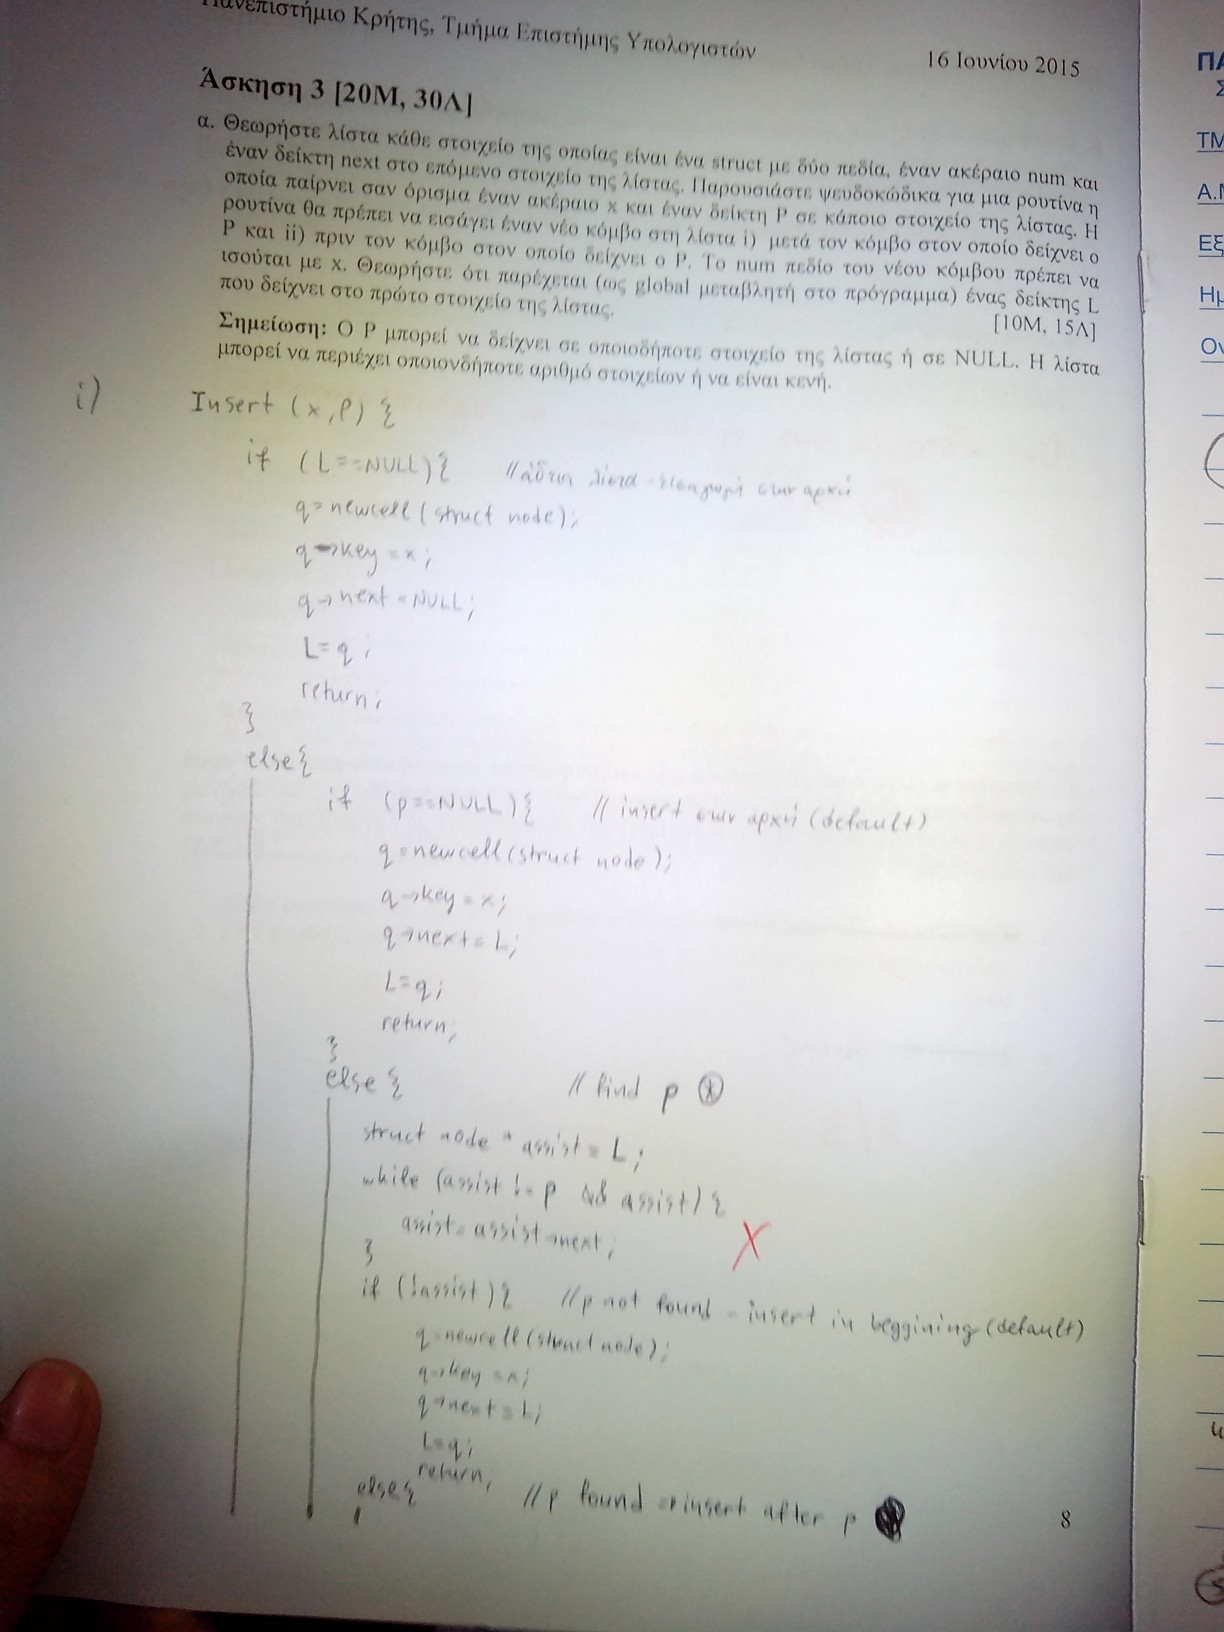 Πανεπιστήμιο Κρήτης, Τμήμα Επιστήμης Υπολογιστών
16 Ιουνίου 2015
Άσκηση 3 [20Μ, 30Λ]
α. Θεωρήστε λίστα κάθε στοιχείο της οποίας είναι ένα struct με δύο πεδία, έναν ακέραιο num και
έναν δείκτη next στο επόμενο στοιχείο της λίστας. Παρουσιάστε ψευδοκώδικα για μια ρουτίνα η
οποία παίρνει σαν όρισμα έναν ακέραιο x και έναν δείκτη P σε κάποιο στοιχείο της λίστας. Η
ρουτίνα θα πρέπει να εισάγει έναν νέο κόμβο στη λίστα i) μετά τον κόμβο στον οποίο δείχνει ο
P και ii) πριν τον κόμβο στον οποίο δείχνει ο P. Το num πεδίο του νέου κόμβου πρέπει να
ισούται με x. Θεωρήστε ότι παρέχεται (ως global μεταβλητή στο πρόγραμμα) ένας δείκτης L
που δείχνει στο πρώτο στοιχείο της λίστας.
[10Μ, 15Λ]
Σημείωση: Ο P μπορεί να δείχνει σε οποιοδήποτε στοιχείο της λίστας ή σε NULL. Η λίστα
μπορεί να περιέχει οποιονδήποτε αριθμό στοιχείων ή να είναι κενή.
i) Insert (x, P) {
if (L==NULL){ //άδεια λίστα - εισαγωγή στην αρχή
q=newcell(struct node);
q→key=x;
q→next=NULL;
L=q;
return;
}
else{
if (p==NULL){ // insert στην αρχή (default)
q=newcell(struct node);
q→key=x;
q→next=L;
L=q;
return;
}
else { // find p
struct node * assist = L;
while (assist != p && assist) {
assist=assist→next;
}
if (!assist){ //p not found - insert in beggining (default)
q=newcell(struct node);
q→key=x;
q→next=L;
L=q;
return;
else{ //p found → insert after p
8
ΤΜ